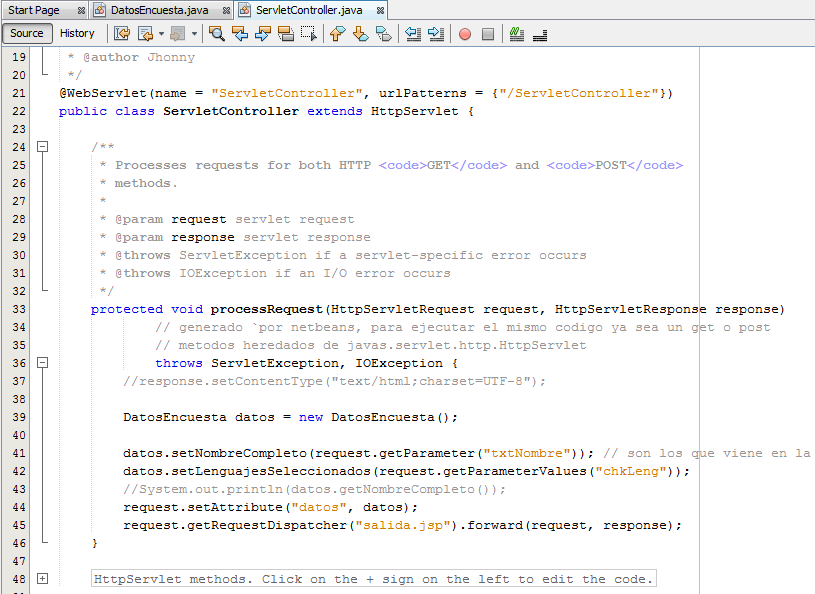 Start Page DatosEncuesta.java ServletController.java
Source History
19 * @author Jhonny
20 */
21 @WebServlet(name = "ServletController", urlPatterns = {"/ServletController"})
22 public class ServletController extends HttpServlet {
23
24 /**
25 * Processes requests for both HTTP <code>GET</code> and <code>POST</code>
26 * methods.
27 *
28 * @param request servlet request
29 * @param response servlet response
30 * @throws ServletException if a servlet-specific error occurs
31 * @throws IOException if an I/O error occurs
32 */
33 protected void processRequest(HttpServletRequest request, HttpServletResponse response)
34 // generado `por netbeans, para ejecutar el mismo codigo ya sea un get o post
35 // metodos heredados de javas.servlet.http.HttpServlet
36 throws ServletException, IOException {
37 //response.setContentType("text/html;charset=UTF-8");
38
39 DatosEncuesta datos = new DatosEncuesta();
40
41 datos.setNombreCompleto(request.getParameter("txtNombre")); // son los que viene en la
42 datos.setLenguajesSeleccionados(request.getParameterValues("chkLeng"));
43 //System.out.println(datos.getNombreCompleto());
44 request.setAttribute("datos", datos);
45 request.getRequestDispatcher("salida.jsp").forward(request, response);
46 }
47
48 HttpServlet methods. Click on the + sign on the left to edit the code.